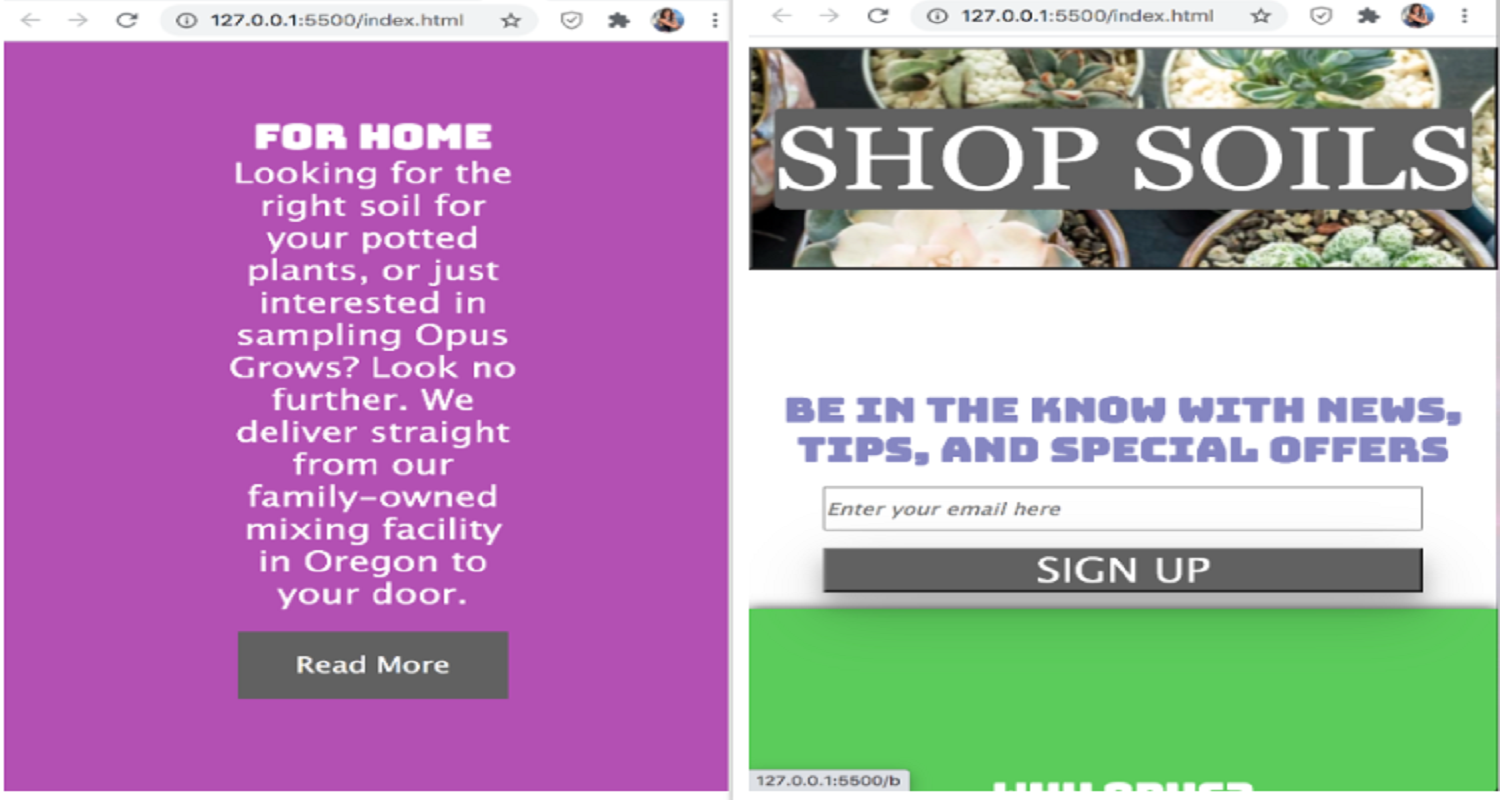 127.0.0.1:5500/index.html
FOR HOME
Looking for the
right soil for
your potted
plants, or just
interested in
sampling Opus
Grows? Look no
further. We
deliver straight
from our
family-owned
mixing facility
in Oregon to
your door.
Read More
127.0.0.1:5500/index.html
SHOP SOILS
BE IN THE KNOW WITH NEWS,
TIPS, AND SPECIAL OFFERS
Enter your email here
SIGN UP
127.0.0.1:5500/b